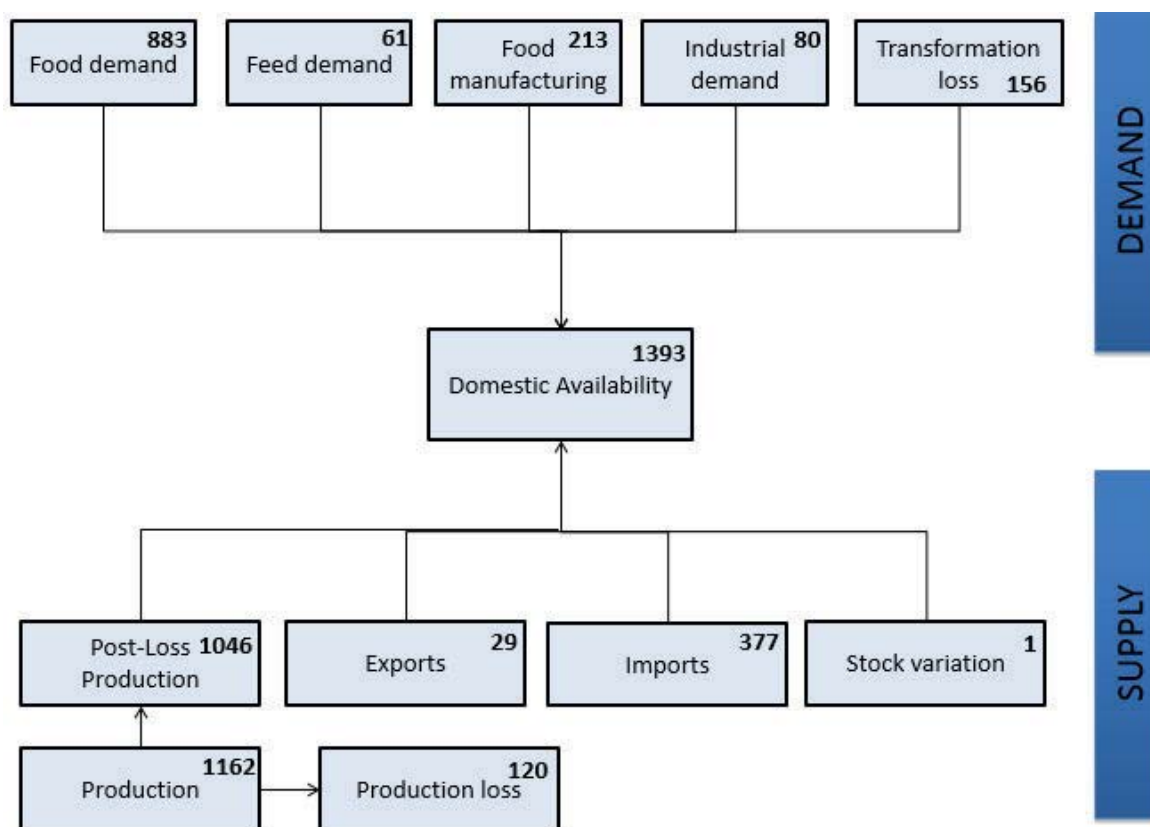 883
Food demand
61
Feed demand
Food 213
manufacturing
Industrial 80
demand
Transformation
loss 156
DEMAND
1393
Domestic Availability
Post-Loss 1046
Production
29
Exports
377
Imports
1
Stock variation
SUPPLY
1162
Production
120
Production loss